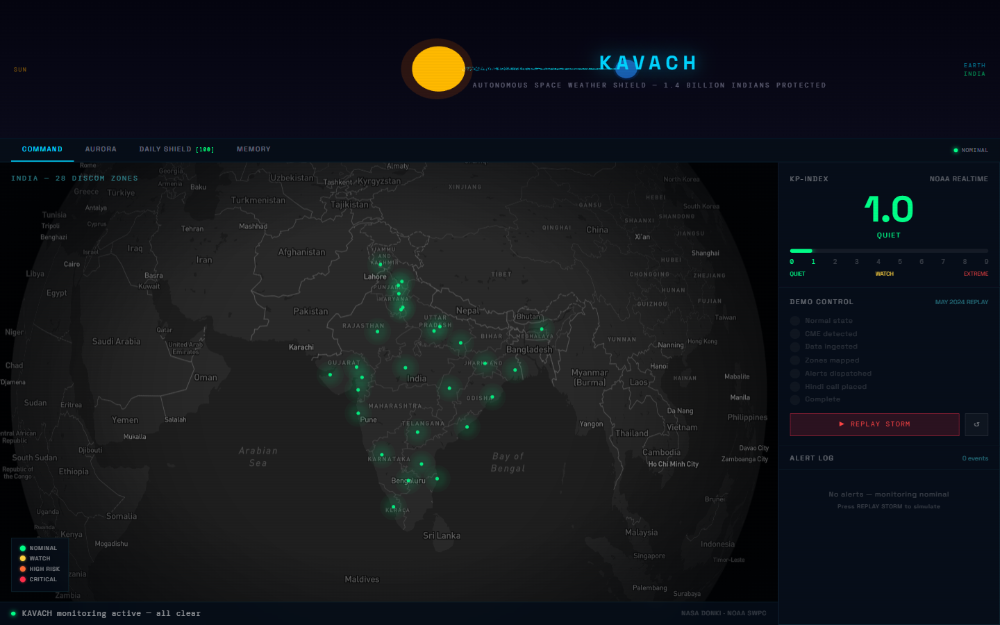 SUN
KAVACH
AUTONOMOUS SPACE WEATHER SHIELD — 1.4 BILLION INDIANS PROTECTED
EARTH
INDIA
COMMAND
AURORA
DAILY SHIELD [100]
MEMORY
NOMINAL
INDIA — 28 DISCOM ZONES
Rome
Georgia
Armenia
Baku
Greece
Türkiye
Antalya
Tunisia
Tripoli
Cyprus
Benghazi
Israel
Cairo
Libya
Egypt
Iraq
Basra
Kuwait
Tehran
Iran
Mashhad
Turkmenistan
Uzbekistan
Tashkent
Kyrgyzstan
Almaty
Tajikistan
Afghanistan
XINJIANG
JAMMU
AND
KASHMIR
Lahore
PUNJAB
HARYANA
Pakistan
Karachi
RAJASTHAN
UTTAR
PRADESH
Nepal
TIBET
Bhutan
BIHAR
MEGHALAYA
Bangladesh
GUJARAT
JHARKHAND
India
ODISHA
MAHARASHTRA
Pune
TELANGANA
KARNATAKA
Bengaluru
KERALA
Sri Lanka
Maldives
Arabian
Sea
Bay of
Bengal
Niger
Chad
N'Djamena
Sudan
Eritrea
Central African
Republic
South Sudan
Republic of
the Congo
Ethiopia
Djibouti
Uganda
Rwanda
Kenya
Somalia
Mogadishu
Zambia
Qatar
Saudi Arabia
United Arab
Emirates
Oman
Yemen
Salalah
Mukalla
North Korea
South Korea
HEBEI
GANSU
SHAANXI
SHANDONG
QINGHAI
China
Xi'an
JIANGSU
Shanghai
HUBEI
CHONGQING
ZHEJIANG
HUNAN
GUIZHOU
FUJIAN
Taiwan
YUNNAN
Nanning
Hong Kong
Hanoi
HAINAN
Myanmar
(Burma)
Laos
Mabalite
Manila
Da Nang
Philippines
Yangon
Thailand
Vietnam
Cambodia
Ho Chi Minh City
Davao City
Zamboanga City
Brunei
Malaysia
Singapore
Indonesia
Timor-Leste
Palembang
Surabaya
NOMINAL
WATCH
HIGH RISK
CRITICAL
KAVACH monitoring active — all clear
NASA DONKI · NOAA SWPC
KP-INDEX
NOAA REALTIME
1.0
QUIET
0 1 2 3 4 5 6 7 8 9
QUIET
WATCH
EXTREME
DEMO CONTROL
MAY 2024 REPLAY
Normal state
CME detected
Data ingested
Zones mapped
Alerts dispatched
Hindi call placed
Complete
▶ REPLAY STORM
↺
ALERT LOG
0 events
No alerts — monitoring nominal
Press REPLAY STORM to simulate